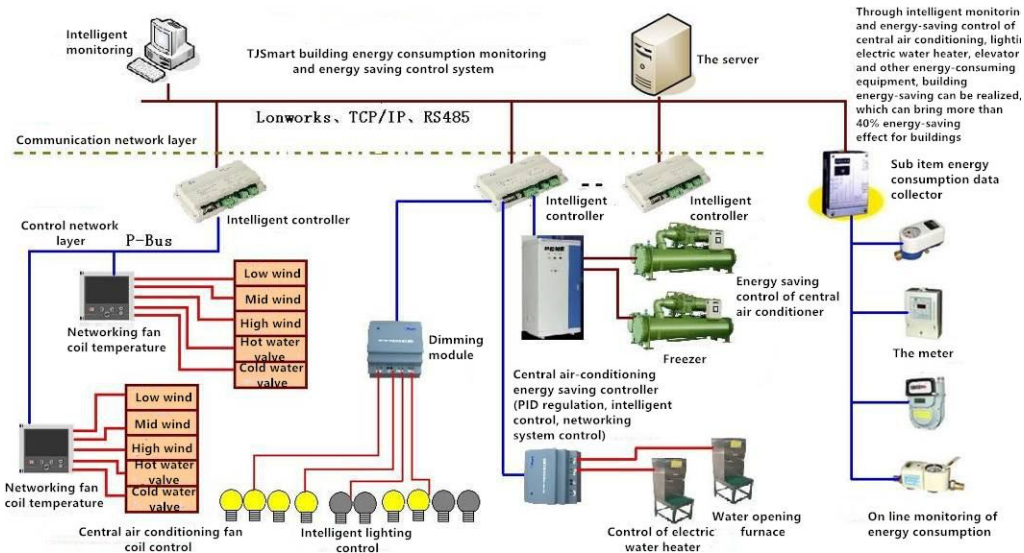 Intelligent
monitoring
TJSmart building energy consumption monitoring
and energy saving control system
The server
Through intelligent monitorin
and energy-saving control of
central air conditioning, lightin
electric water heater, elevator
and other energy-consuming
equipment, building
energy-saving can be realized,
which can bring more than
40% energy-saving
effect for buildings
Lonworks、TCP/IP、RS485
Communication network layer
Sub item energy
consumption data
collector
Intelligent controller
Intelligent
controller
Intelligent
controller
Control network
layer
P-Bus
Low wind
Mid wind
High wind
Hot water
valve
Cold water
valve
Networking fan
coil temperature
Dimming
module
Energy saving
control of central
air conditioner
Freezer
The meter
Central air-conditioning
energy saving controller
(PID regulation, intelligent
control, networking
system control)
Low wind
Mid wind
High wind
Hot water
valve
Cold water
valve
Networking fan
coil temperature
Central air conditioning fan
coil control
Intelligent lighting
control
Control of electric
water heater
Water opening
furnace
On line monitoring of
energy consumption